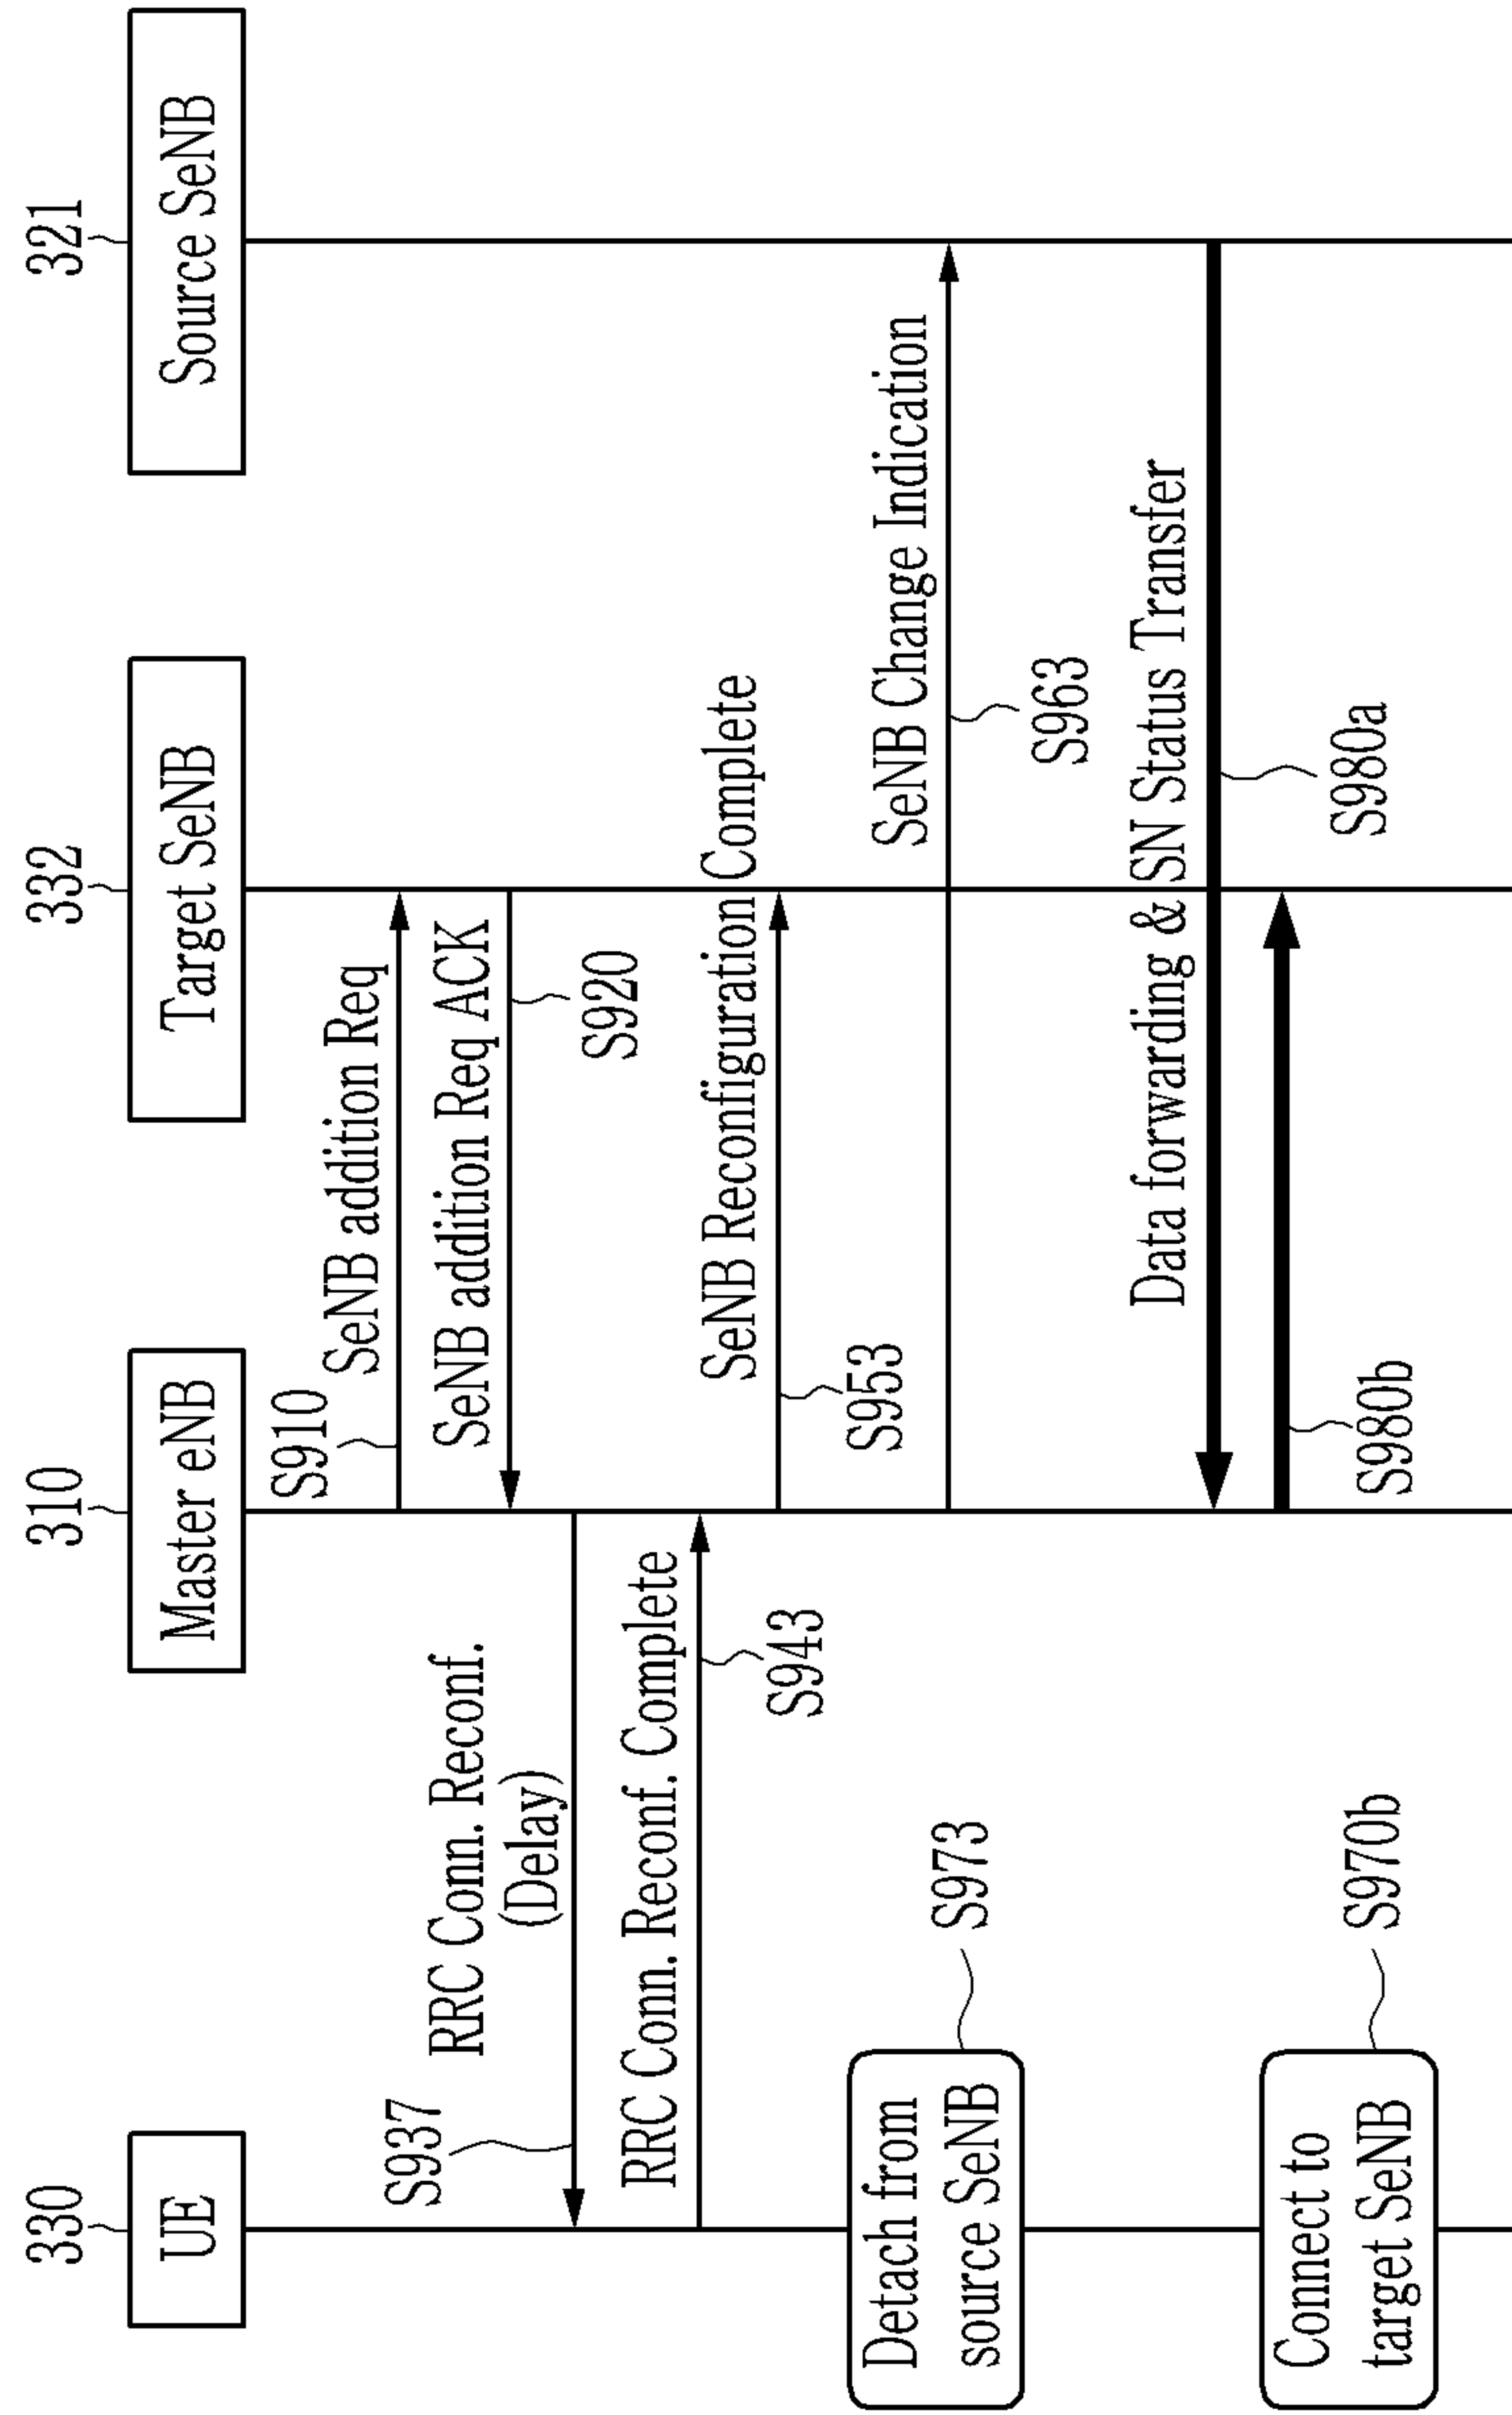 330
310
332
321
UE
Master eNB
Target SeNB
Source SeNB
S910
SeNB addition Req
SeNB addition Req ACK
S920
S937
RRC Conn. Reconf.
(Delay)
RRC Conn. Reconf. Complete
S943
SeNB Reconfiguration Complete
S953
Detach from
source SeNB
S973
SeNB Change Indication
S963
Data forwarding & SN Status Transfer
S980a
Connect to
target SeNB
S970b
S980b